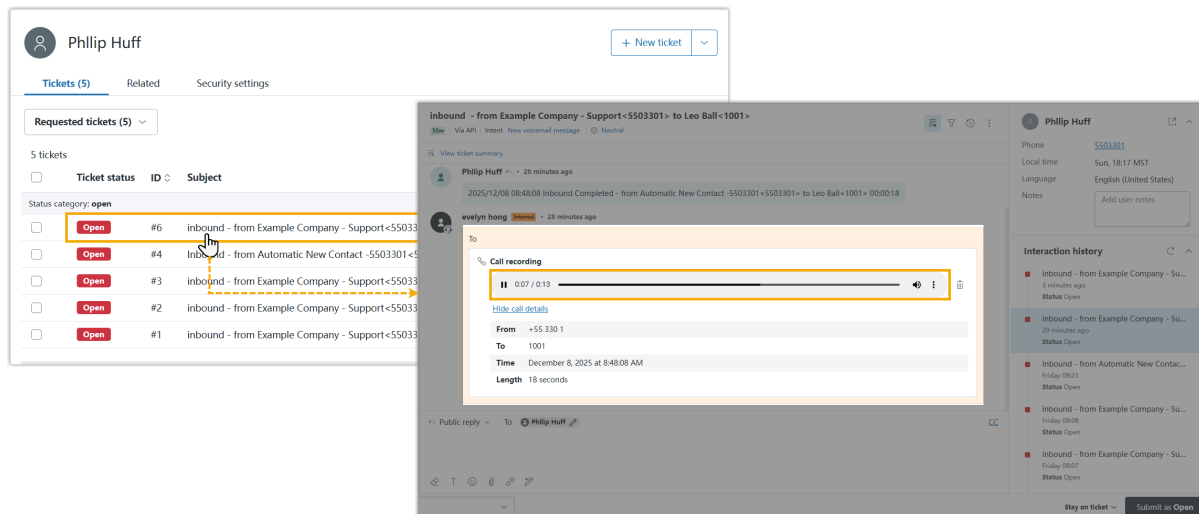 Phllip Huff
+ New ticket
Tickets (5) Related Security settings
Requested tickets (5)
5 tickets
Ticket status ID Subject
Status category: open
Open #6 inbound - from Example Company - Support<55033
Open #4 Inbound - from Automatic New Contact -5503301<5
Open #3 inbound - from Example Company - Support<55033
Open #2 inbound - from Example Company - Support<55033
Open #1 inbound - from Example Company - Support<55033
inbound - from Example Company - Support<5503301> to Leo Ball<1001>
52m Via API Intent New voicemail message Neutral
View ticket summary
Phllip Huff • 28 minutes ago
2025/12/08 08:48:08 Inbound Completed - from Automatic New Contact -5503301<5503301> to Leo Ball<1001> 00:00:18
evelyn hong Internal • 28 minutes ago
To
Call recording
0:07 / 0:13
Hide call details
From +55 330 1
To 1001
Time December 8, 2025 at 8:48:08 AM
Length 18 seconds
Public reply To Phllip Huff CC
Phllip Huff
Phone 5503301
Local time Sun, 18:17 MST
Language English (United States)
Notes Add user notes
Interaction history
inbound - from Example Company - Su...
3 minutes ago
Status Open
inbound - from Example Company - Su...
29 minutes ago
Status Open
Inbound - from Automatic New Contac...
Friday 08:21
Status Open
inbound - from Example Company - Su...
Friday 08:08
Status Open
inbound - from Example Company - Su...
Friday 08:07
Status Open
Stay on ticket Submit as Open